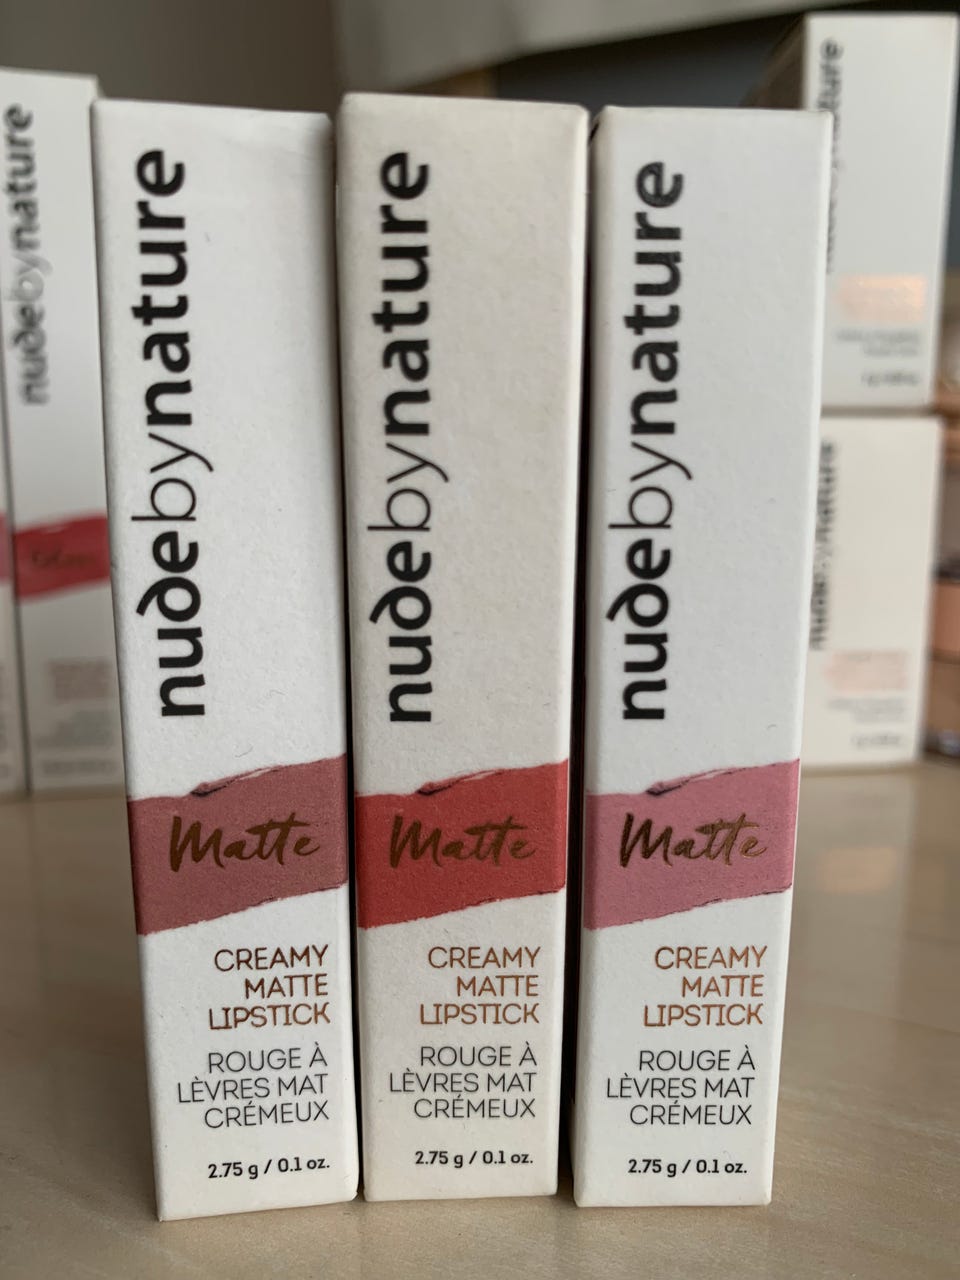 nudebynature
Matte
CREAMY
MATTE
LIPSTICK
ROUGE À
LÈVRES MAT
CRÉMEUX
2.75 g / 0.1 oz.
nudebynature
Matte
CREAMY
MATTE
LIPSTICK
ROUGE À
LÈVRES MAT
CRÉMEUX
2.75 g / 0.1 oz.
nudebynature
Matte
CREAMY
MATTE
LIPSTICK
ROUGE À
LÈVRES MAT
CRÉMEUX
2.75 g / 0.1 oz.
nudebynature
nudebynature